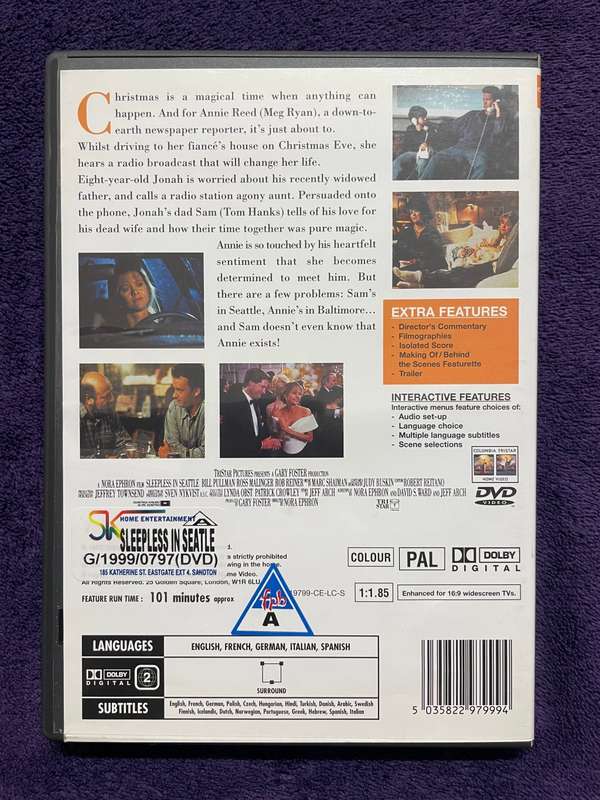 Christmas is a magical time when anything can
happen. And for Annie Reed (Meg Ryan), a down-to-
earth newspaper reporter, it's just about to.
Whilst driving to her fiancé's house on Christmas Eve, she
hears a radio broadcast that will change her life.
Eight-year-old Jonah is worried about his recently widowed
father, and calls a radio station agony aunt. Persuaded onto
the phone, Jonah's dad Sam (Tom Hanks) tells of his love for
his dead wife and how their time together was pure magic.
Annie is so touched by his heartfelt
sentiment that she becomes
determined to meet him. But
there are a few problems: Sam's
in Seattle, Annie's in Baltimore...
and Sam doesn't even know that
Annie exists!
EXTRA FEATURES
- Director's Commentary
- Filmographies
- Isolated Score
- Making Of/Behind
the Scenes Featurette
- Trailer
INTERACTIVE FEATURES
Interactive menus feature choices of:
- Audio set-up
- Language choice
- Multiple language subtitles
- Scene selections
COLUMBIA TRISTAR
HOME VIDEO
DVD
VIDEO
TRISTAR PICTURES PRESENTS A GARY FOSTER PRODUCTION
A NORA EPHRON FILM SLEEPLESS IN SEATTLE BILL PULLMAN ROSS MALINGER ROB REINER MARC SHAIMAN JUDY RUSKIN ROBERT REITANO
JEFFREY TOWNSEND SVEN NYKVIST A.S.C. LYNDA OBST PATRICK CROWLEY JEFF ARCH NORA EPHRON AND DAVID S. WARD AND JEFF ARCH
GARY FOSTER NORA EPHRON TRI STAR
SK HOME ENTERTAINMENT A
SLEEPLESS IN SEATLE
G/1999/0797(DVD)
185 KATHERINE ST. EASTGATE EXT 4, SANDTON
is strictly prohibited
owing in the home.
me Video.
All Rights Reserved. 25 Golden Square, London, W1R 6LU
19799-CE-LC-S
FEATURE RUN TIME : 101 minutes approx
fpb
A
COLOUR
PAL
DOLBY
DIGITAL
1:1.85
Enhanced for 16:9 widescreen TVs.
LANGUAGES
ENGLISH, FRENCH, GERMAN, ITALIAN, SPANISH
DOLBY
DIGITAL
2
SURROUND
SUBTITLES
English, French, German, Polish, Czech, Hungarian, Hindi, Turkish, Danish, Arabic, Swedish
Finnish, Icelandic, Dutch, Norwegian, Portuguese, Greek, Hebrew, Spanish, Italian
5 035822 979994